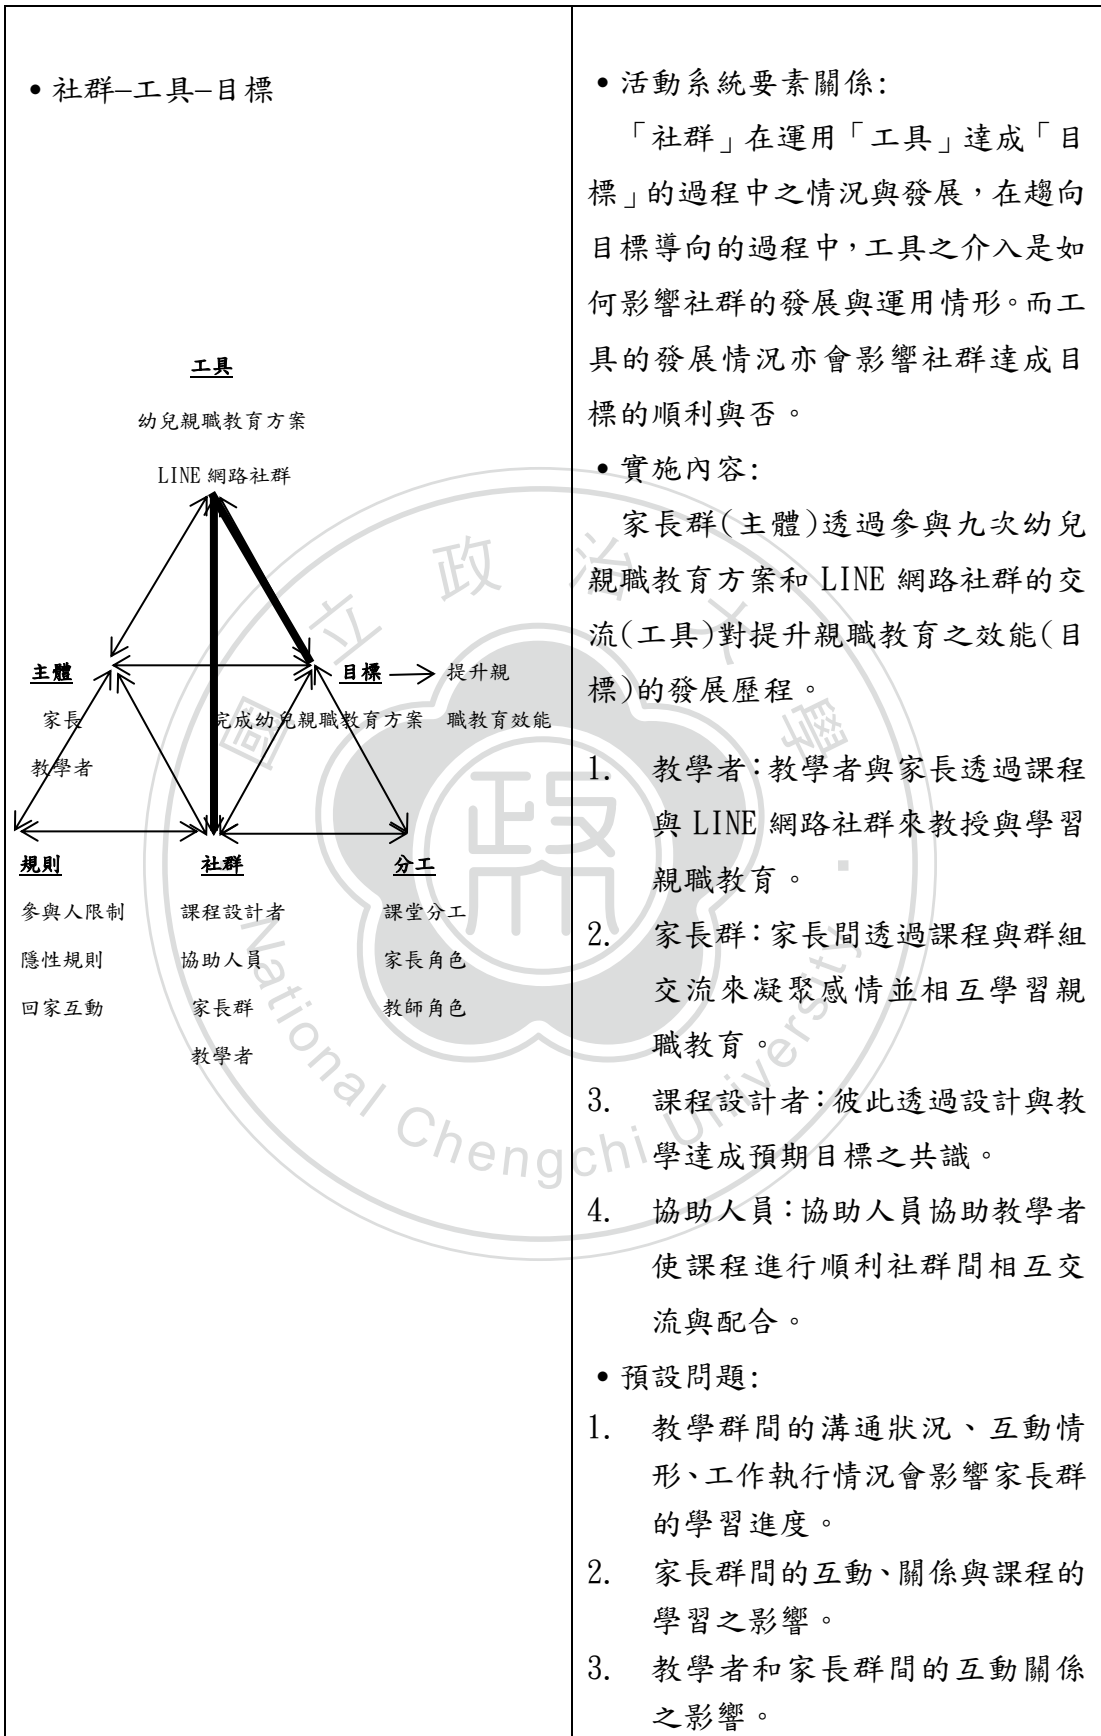 •社群–工具–目標
工具
幼兒親職教育方案
LINE 網路社群
主體
目標
提升親
家長
完成幼兒親職教育方案
職教育效能
教學者
規則
社群
分工
參與人限制
課程設計者
課堂分工
隱性規則
協助人員
家長角色
回家互動
家長群
教師角色
教學者
•活動系統要素關係:
「社群」在運用「工具」達成「目
標」的過程中之情況與發展，在趨向
目標導向的過程中，工具之介入是如
何影響社群的發展與運用情形。而工
具的發展情況亦會影響社群達成目
標的順利與否。
•實施內容:
家長群(主體)透過參與九次幼兒
親職教育方案和 LINE 網路社群的交
流(工具)對提升親職教育之效能(目
標)的發展歷程。
1. 教學者：教學者與家長透過課程
與 LINE 網路社群來教授與學習
親職教育。
2. 家長群：家長間透過課程與群組
交流來凝聚感情並相互學習親
職教育。
3. 課程設計者：彼此透過設計與教
學達成預期目標之共識。
4. 協助人員：協助人員協助教學者
使課程進行順利社群間相互交
流與配合。
•預設問題:
1. 教學群間的溝通狀況、互動情
形、工作執行情況會影響家長群
的學習進度。
2. 家長群間的互動、關係與課程的
學習之影響。
3. 教學者和家長群間的互動關係
之影響。
國立政治大學
National Chengchi University